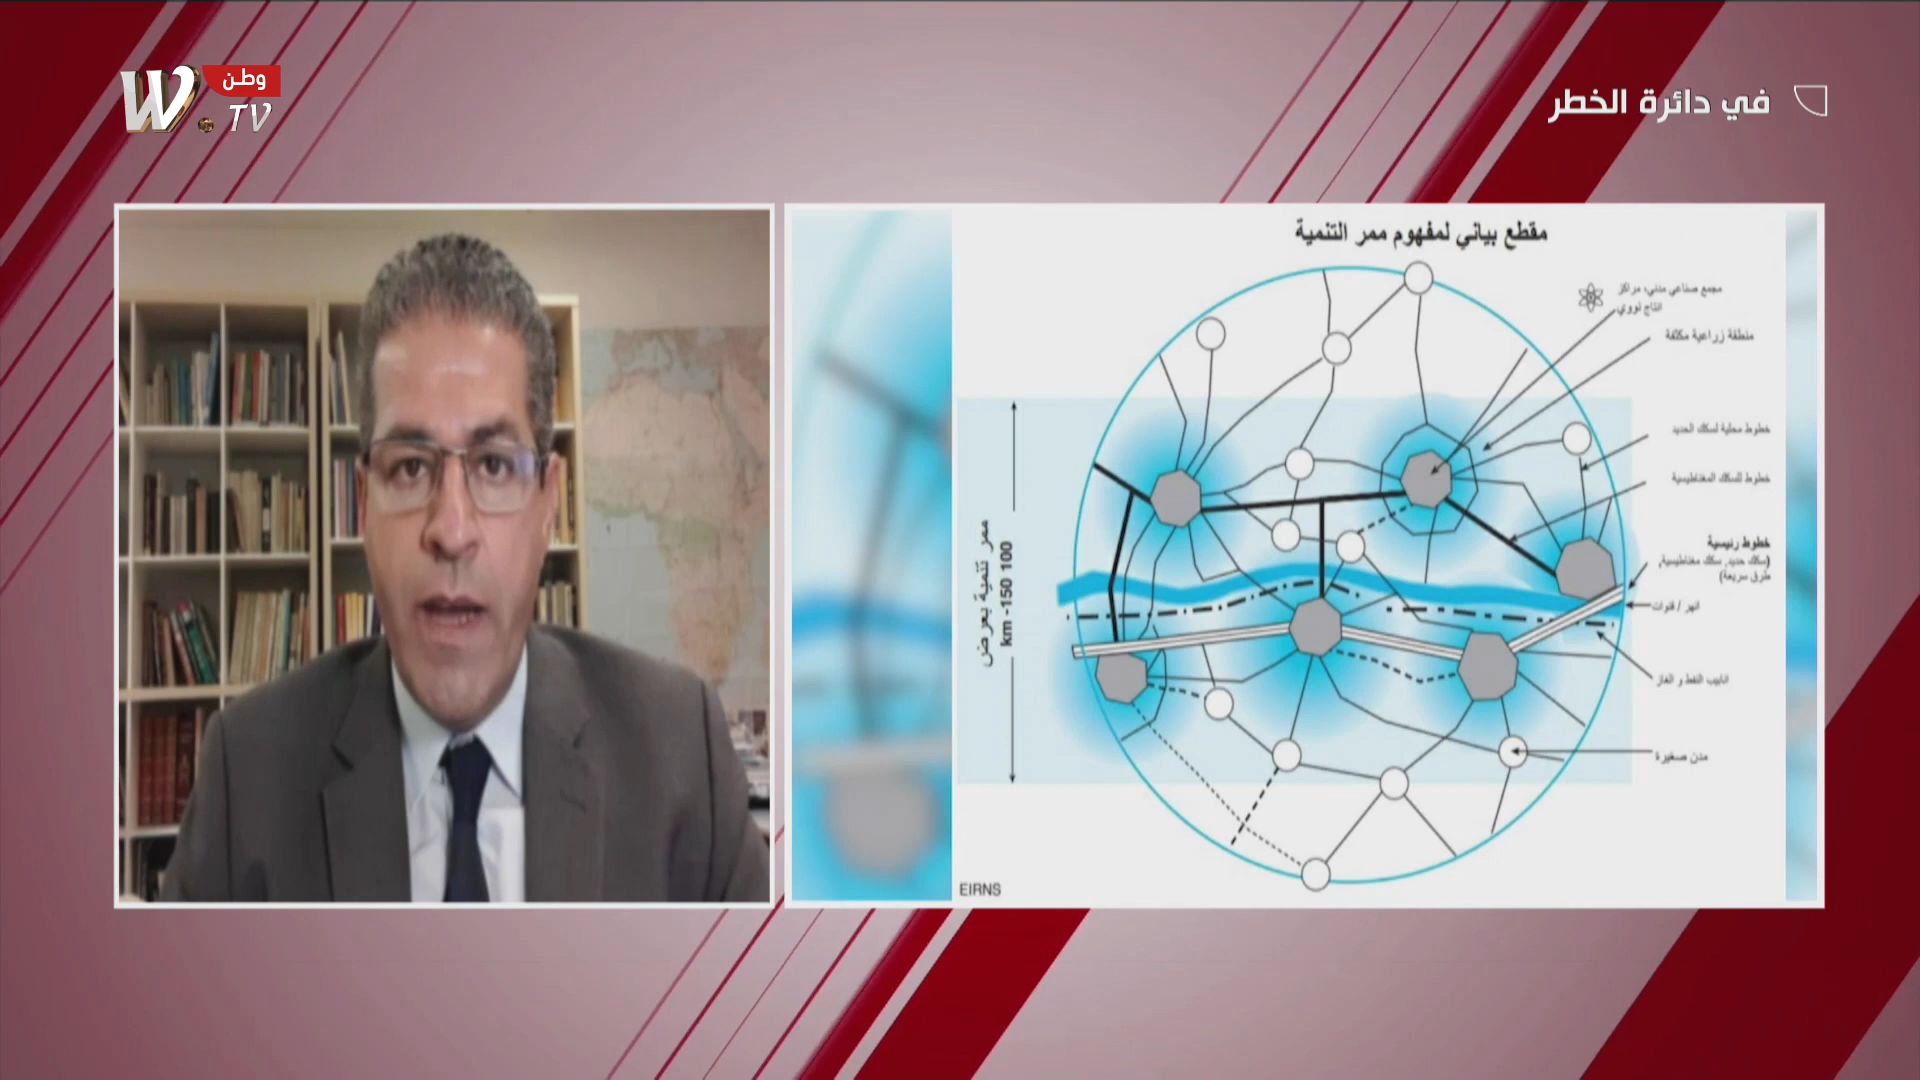 W.
وطن
TV
في دائرة الخطر
مقطع بياني لمفهوم ممر التنمية
مجمع صناعي مدني، مراكز
انتاج نووي
منطقة زراعية مكثفة
خطوط محلية لسكك الحديد
خطوط للسكك المغناطيسية
خطوط رئيسية
(سكك حديد, سكك مغناطيسية,
طرق سريعة)
انهر / قنوات
انابيب النفط و الغاز
مدن صغيرة
ممر تنمية بعرض
100 150- km
EIRNS